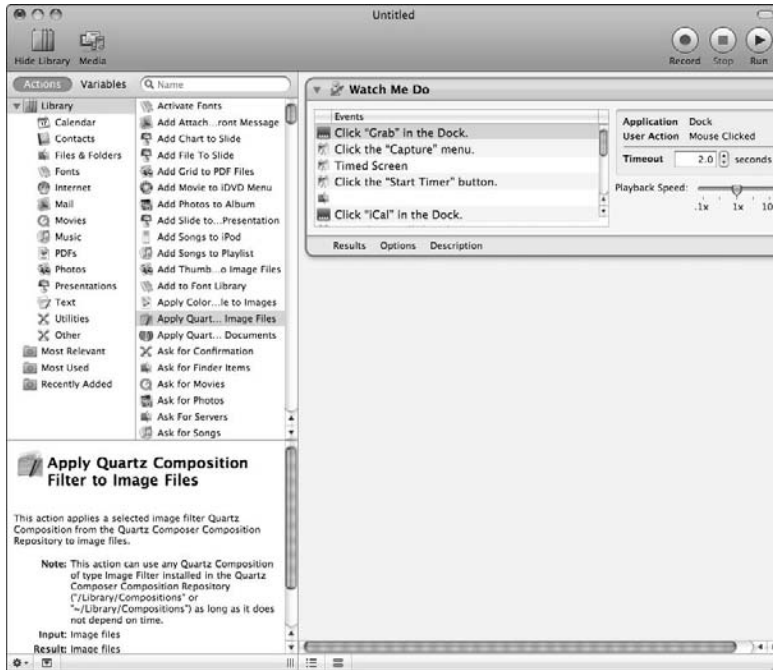 Untitled
Hide Library Media
Record Stop Run
Actions Variables Name
Library
Calendar
Contacts
Files & Folders
Fonts
Internet
Mail
Movies
Music
PDFs
Photos
Presentations
Text
Utilities
Other
Most Relevant
Most Used
Recently Added
Activate Fonts
Add Attach...ront Message
Add Chart to Slide
Add File To Slide
Add Grid to PDF Files
Add Movie to iDVD Menu
Add Photos to Album
Add Slide to...Presentation
Add Songs to iPod
Add Songs to Playlist
Add Thumb...o Image Files
Add to Font Library
Apply Color...le to Images
Apply Quart... Image Files
Apply Quart... Documents
Ask for Confirmation
Ask for Finder Items
Ask for Movies
Ask for Photos
Ask For Servers
Ask for Songs
Apply Quartz Composition
Filter to Image Files
This action applies a selected image filter Quartz
Composition from the Quartz Composer Composition
Repository to image files.
Note: This action can use any Quartz Composition
of type Image Filter installed in the Quartz
Composer Composition Repository
("/Library/Compositions" or
"~/Library/Compositions") as long as it does
not depend on time.
Input: Image files
Result: Image files
Watch Me Do
Events
Click "Grab" in the Dock.
Click the "Capture" menu.
Timed Screen
Click the "Start Timer" button.
Click "iCal" in the Dock.
Application Dock
User Action Mouse Clicked
Timeout 2.0 seconds
Playback Speed:
.1x 1x 10
Results Options Description